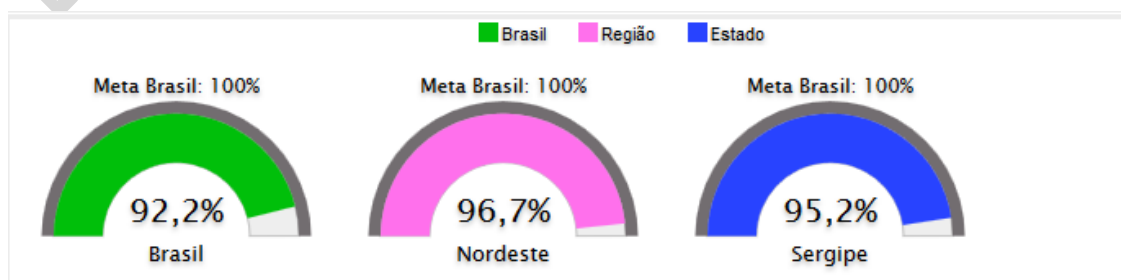 Brasil Região Estado
Meta Brasil: 100% Meta Brasil: 100% Meta Brasil: 100%
92,2% 96,7% 95,2%
Brasil Nordeste Sergipe